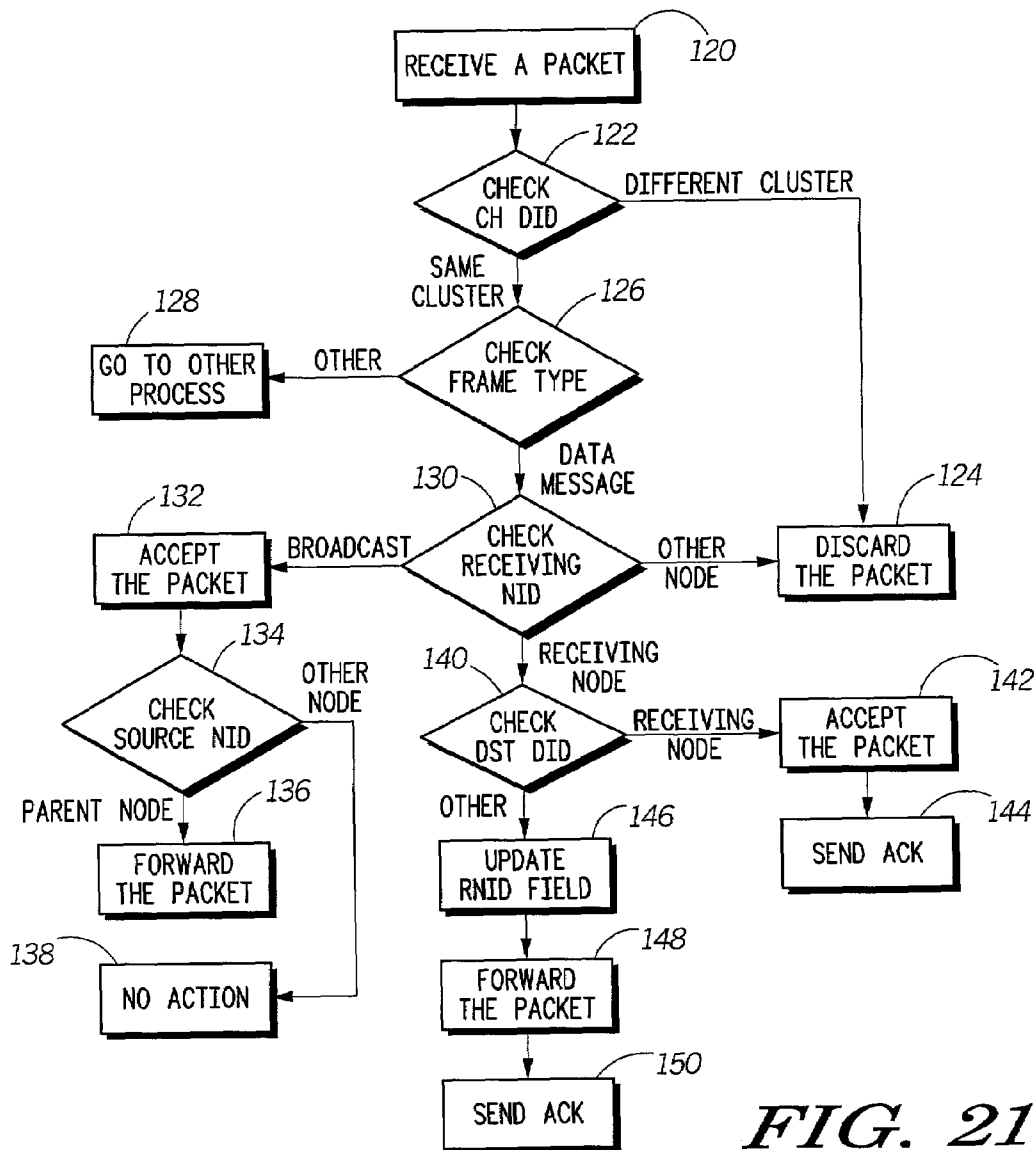 RECEIVE A PACKET
120
122
CHECK
CH DID
DIFFERENT CLUSTER
SAME
CLUSTER
126
128
CHECK
FRAME TYPE
OTHER
GO TO OTHER
PROCESS
DATA
MESSAGE
130
132
124
CHECK
RECEIVING
NID
BROADCAST
ACCEPT
THE PACKET
OTHER
NODE
DISCARD
THE PACKET
134
OTHER
NODE
CHECK
SOURCE NID
RECEIVING
NODE
140
142
CHECK
DST DID
RECEIVING
NODE
ACCEPT
THE PACKET
PARENT NODE
136
OTHER
146
144
FORWARD
THE PACKET
UPDATE
RNID FIELD
SEND ACK
138
NO ACTION
148
FORWARD
THE PACKET
150
SEND ACK
FIG. 21